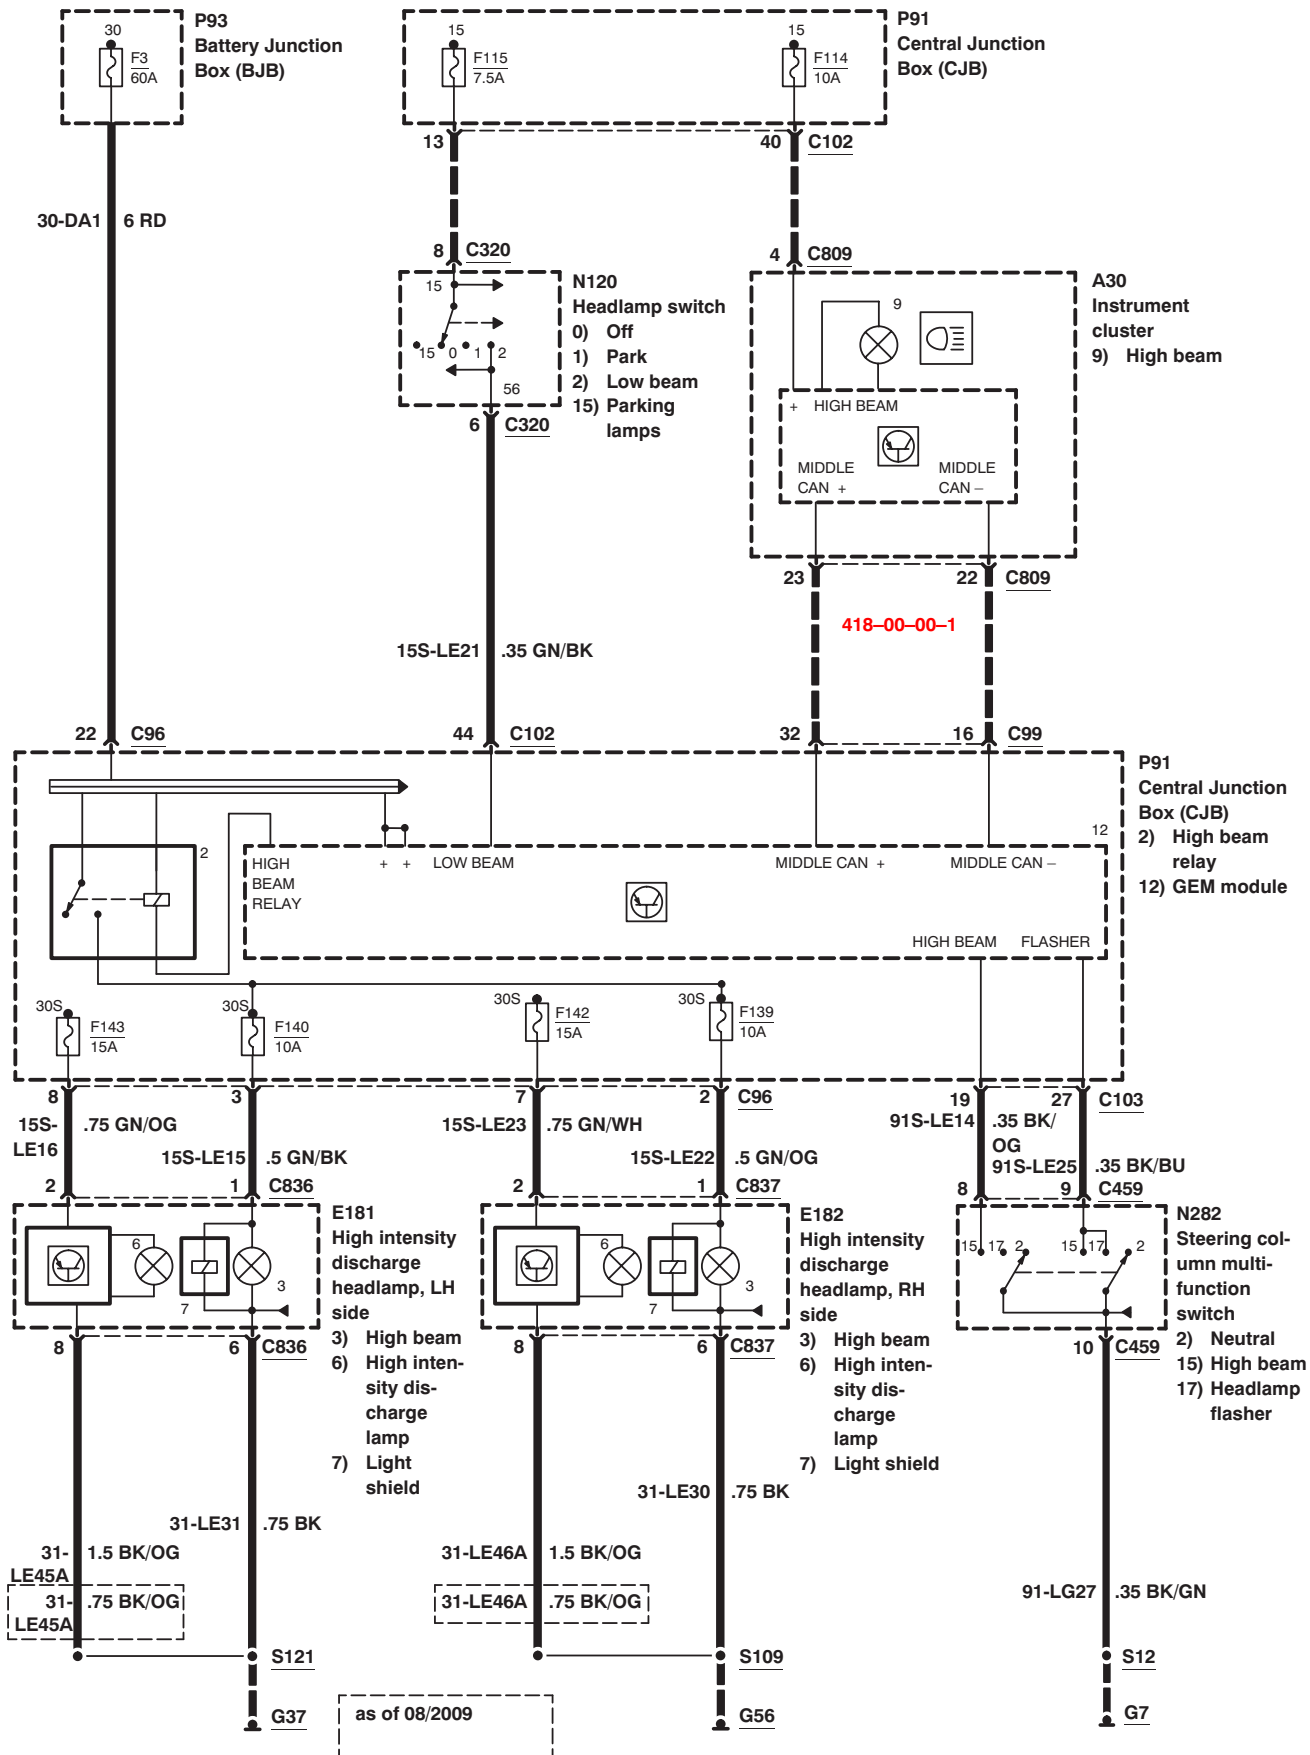 30
F3
60A
P93
Battery Junction
Box (BJB)
15
F115
7.5A
15
F114
10A
P91
Central Junction
Box (CJB)
13
40 C102
30-DA1 6 RD
8 C320
4 C809
15
15 0 1 2
56
N120
Headlamp switch
0) Off
1) Park
2) Low beam
15) Parking
lamps
6 C320
9
+ HIGH BEAM
MIDDLE
CAN +
MIDDLE
CAN –
A30
Instrument
cluster
9) High beam
23
22 C809
418–00–00–1
15S-LE21 .35 GN/BK
22 C96
44 C102
32
16 C99
P91
Central Junction
Box (CJB)
2) High beam
relay
12) GEM module
2
12
HIGH
BEAM
RELAY
+ + LOW BEAM
MIDDLE CAN +
MIDDLE CAN –
HIGH BEAM FLASHER
30S
F143
15A
30S
F140
10A
30S
F142
15A
30S
F139
10A
8
3
7
2 C96
19
27 C103
15S-
LE16
.75 GN/OG
15S-LE15 .5 GN/BK
15S-LE23 .75 GN/WH
15S-LE22 .5 GN/OG
91S-LE14 .35 BK/
OG
91S-LE25 .35 BK/BU
2
1 C836
2
1 C837
8
9 C459
6
7
3
E181
High intensity
discharge
headlamp, LH
side
3) High beam
6) High inten-
sity dis-
charge
lamp
7) Light
shield
6
7
3
E182
High intensity
discharge
headlamp, RH
side
3) High beam
6) High inten-
sity dis-
charge
lamp
7) Light shield
15 17 2
15 17 2
N282
Steering col-
umn multi-
function
switch
2) Neutral
15) High beam
17) Headlamp
flasher
8
6 C836
8
6 C837
10 C459
31-LE31 .75 BK
31-LE30 .75 BK
31-
LE45A
1.5 BK/OG
31-
LE45A
.75 BK/OG
31-LE46A 1.5 BK/OG
31-LE46A .75 BK/OG
91-LG27 .35 BK/GN
S121
S109
S12
G37
G56
G7
as of 08/2009